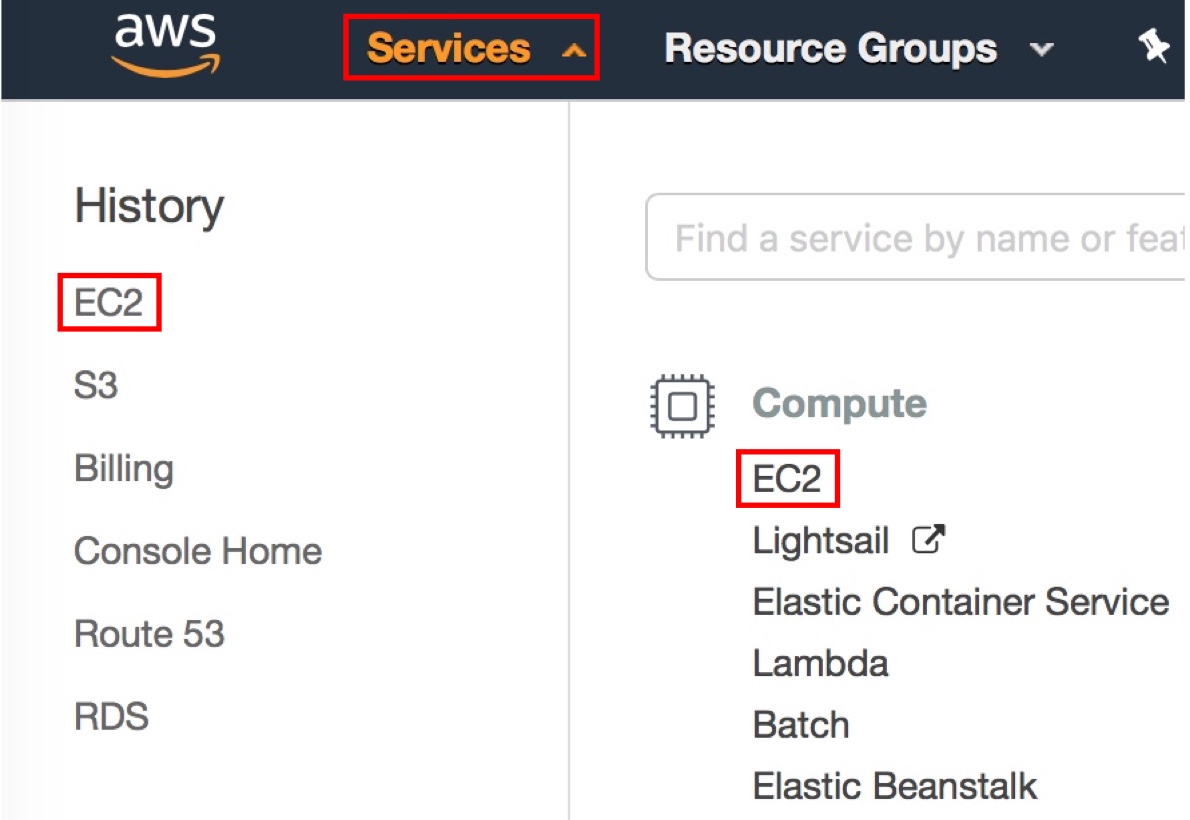 aws Services Resource Groups
History
EC2
S3
Billing
Console Home
Route 53
RDS
Find a service by name or feat
Compute
EC2
Lightsail
Elastic Container Service
Lambda
Batch
Elastic Beanstalk